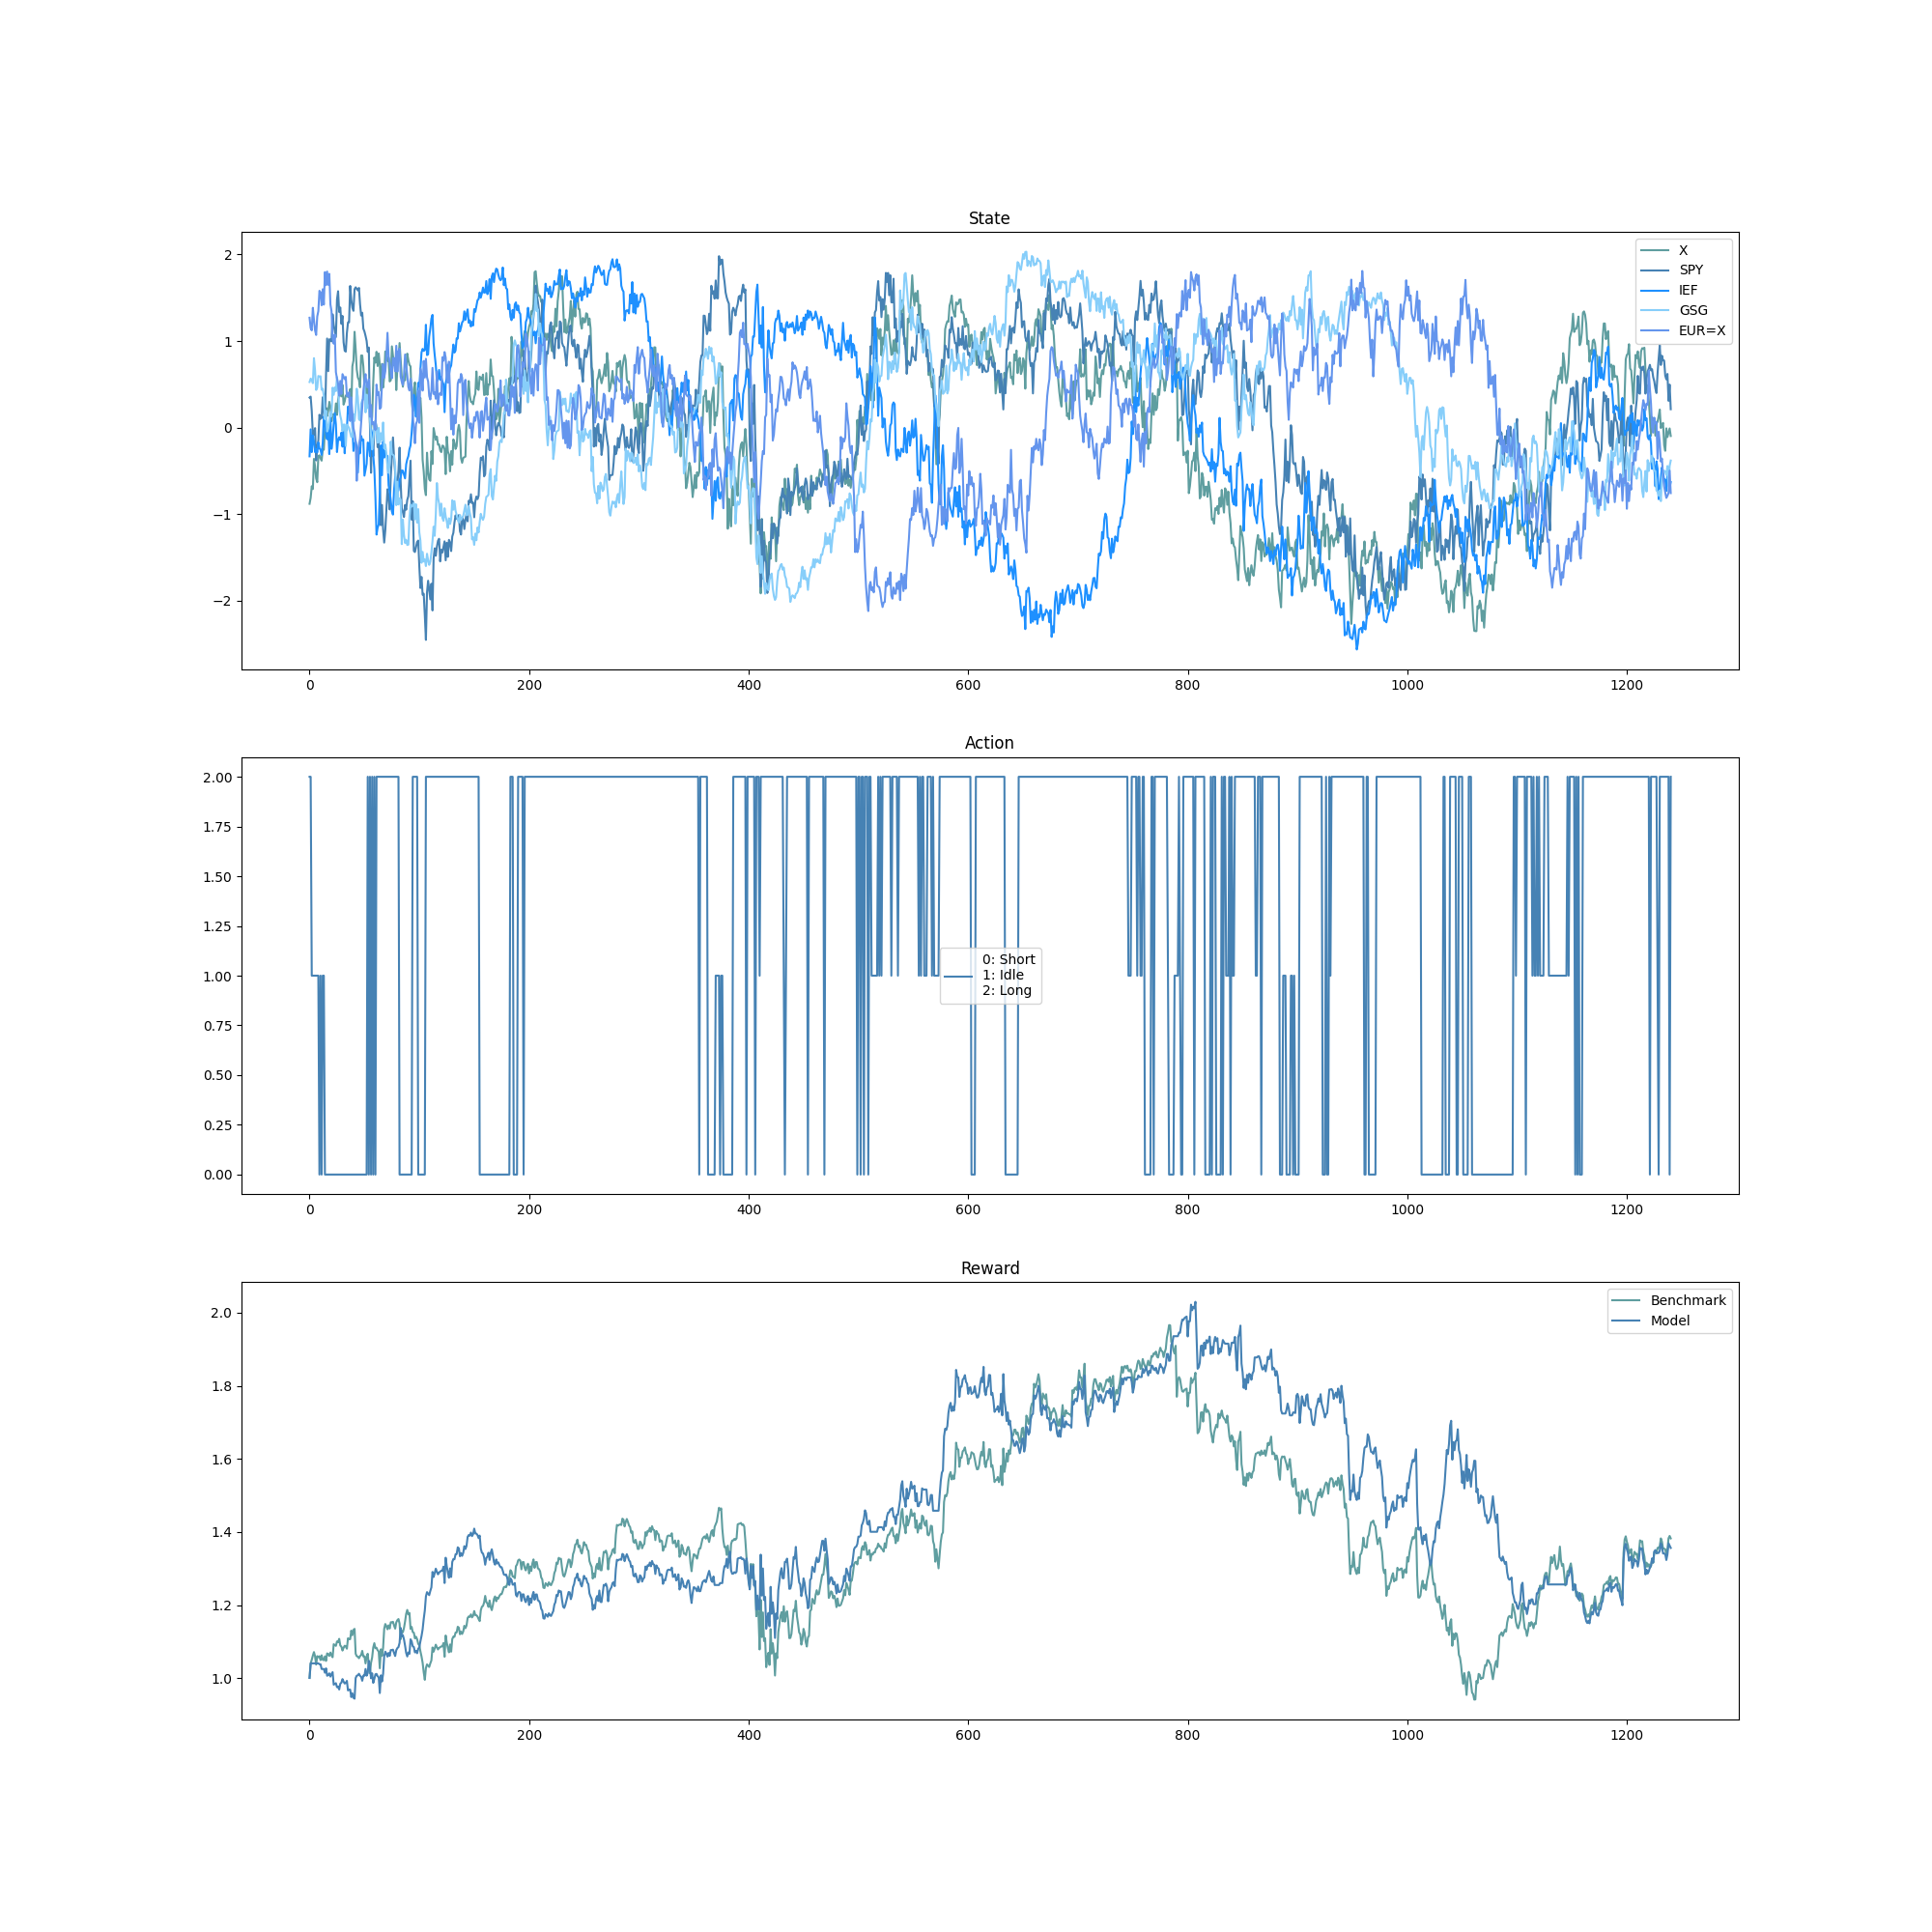 State
2
1
0
−1
−2
X
SPY
IEF
GSG
EUR=X
0 200 400 600 800 1000 1200
Action
2.00
1.75
1.50
1.25
1.00
0.75
0.50
0.25
0.00
0: Short
1: Idle
2: Long
0 200 400 600 800 1000 1200
Reward
2.0
1.8
1.6
1.4
1.2
1.0
Benchmark
Model
0 200 400 600 800 1000 1200